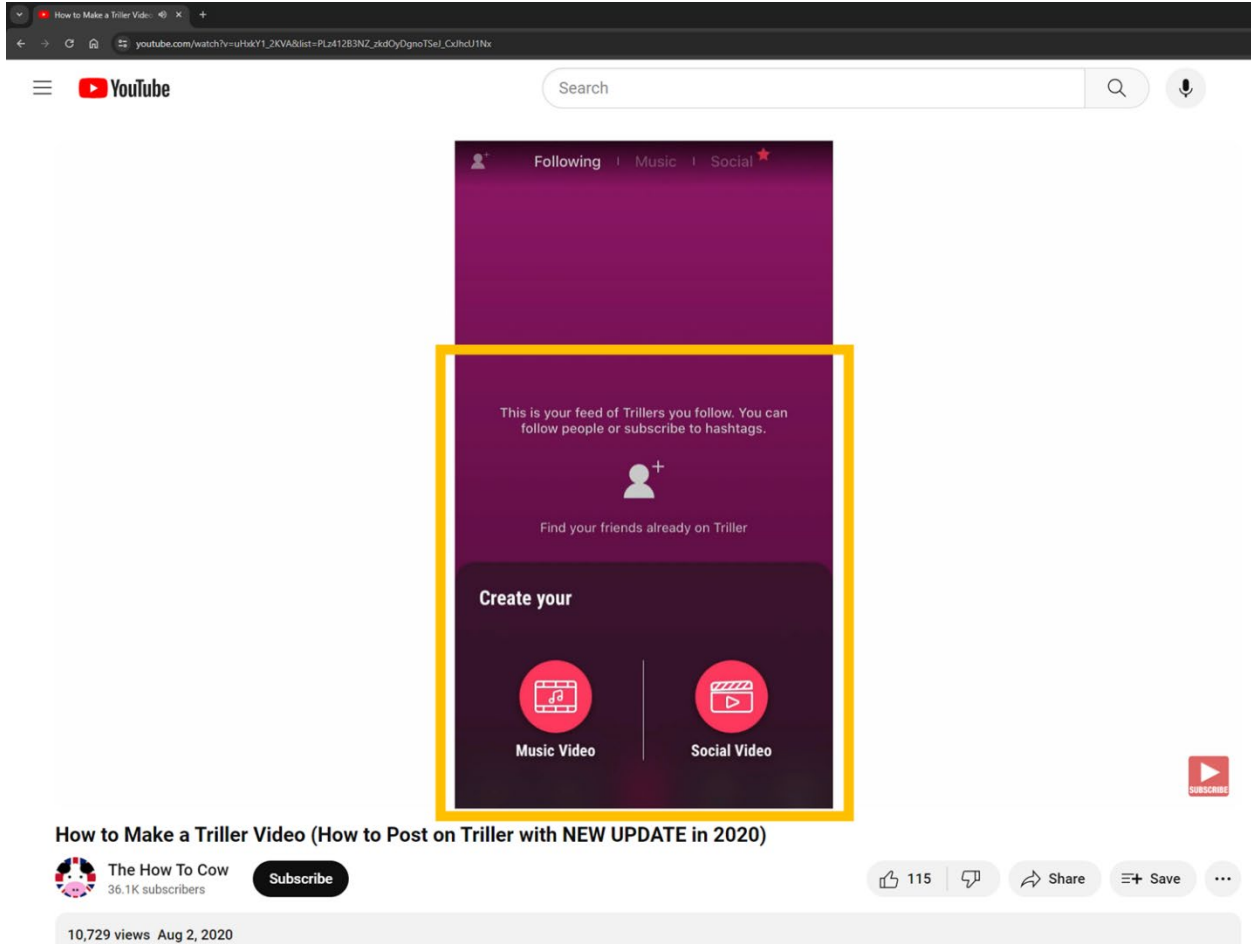 How to Make a Triller Vide
youtube.com/watch?v=uHxkY1_2KVA&list=PLz412B3NZ_zkdOyDgnoTSeJ_CxJhcU1Nx
YouTube
Search
Following Music Social
This is your feed of Trillers you follow. You can
follow people or subscribe to hashtags.
Find your friends already on Triller
Create your
Music Video Social Video
SUBSCRIBE
How to Make a Triller Video (How to Post on Triller with NEW UPDATE in 2020)
The How To Cow
36.1K subscribers
Subscribe
115 Share Save
10,729 views Aug 2, 2020